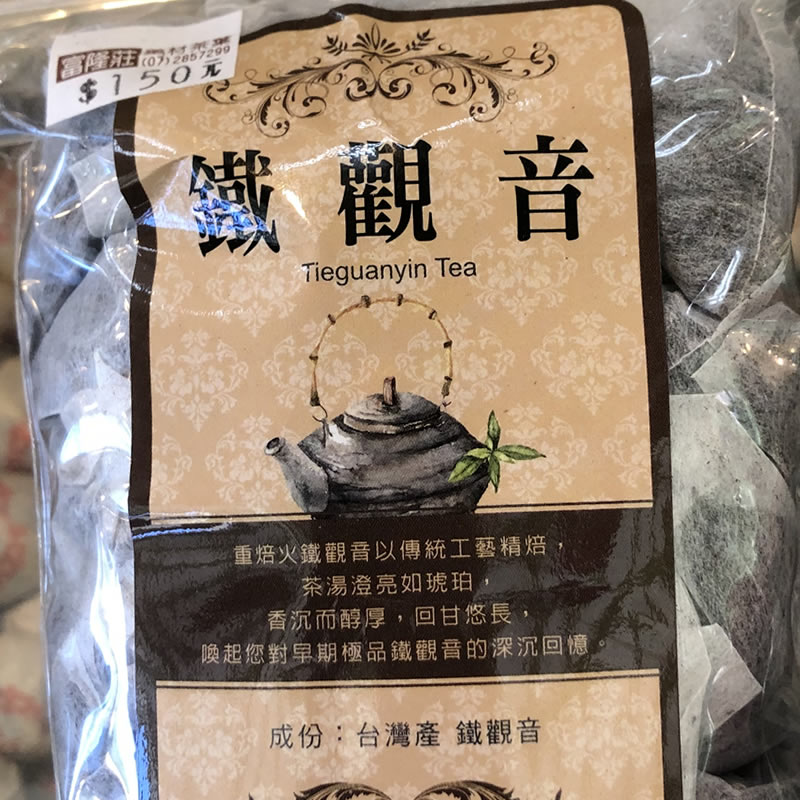 富隆莊
(07)2857299
$150元
鐵觀音
Tieguanyin Tea
重焙火鐵觀音以傳統工藝精焙，
茶湯澄亮如琥珀，
香沉而醇厚，回甘悠長，
喚起您對早期極品鐵觀音的深沉回憶。
成份：台灣產 鐵觀音